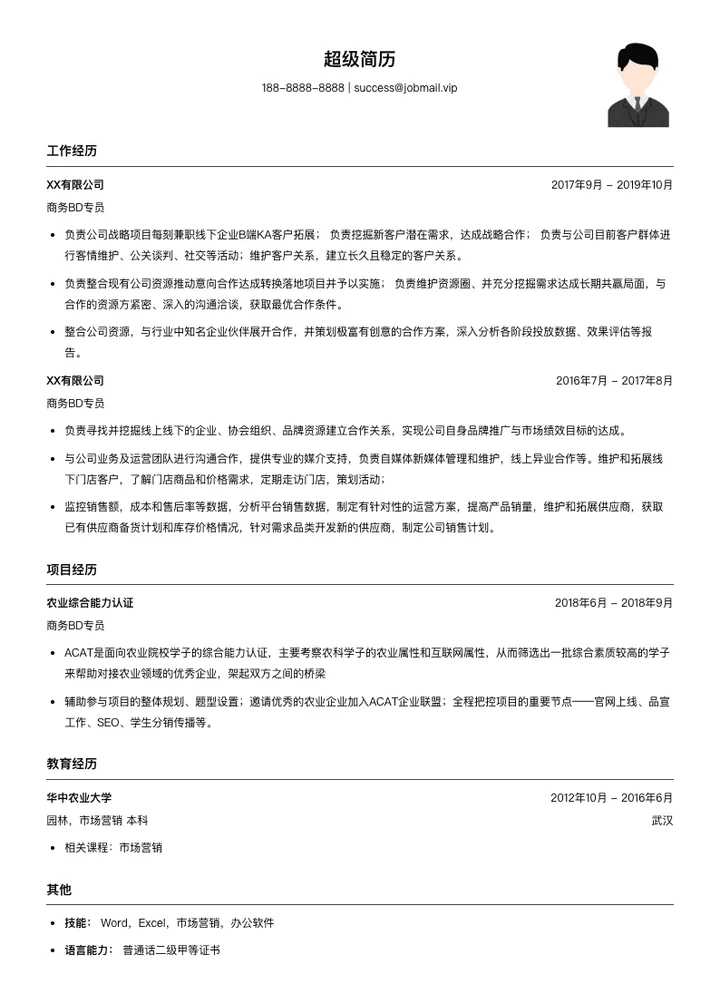 超级简历
188-8888-8888 | success@jobmail.vip
工作经历
XX有限公司 2017年9月 – 2019年10月
商务BD专员
• 负责公司战略项目每刻兼职线下企业B端KA客户拓展； 负责挖掘新客户潜在需求，达成战略合作； 负责与公司目前客户群体进
行客情维护、公关谈判、社交等活动；维护客户关系，建立长久且稳定的客户关系。
• 负责整合现有公司资源推动意向合作达成转换落地项目并予以实施； 负责维护资源圈、并充分挖掘需求达成长期共赢局面，与
合作的资源方紧密、深入的沟通洽谈，获取最优合作条件。
• 整合公司资源，与行业中知名企业伙伴展开合作，并策划极富有创意的合作方案，深入分析各阶段投放数据、效果评估等报
告。
XX有限公司 2016年7月 – 2017年8月
商务BD专员
• 负责寻找并挖掘线上线下的企业、协会组织、品牌资源建立合作关系，实现公司自身品牌推广与市场绩效目标的达成。
• 与公司业务及运营团队进行沟通合作，提供专业的媒介支持，负责自媒体新媒体管理和维护，线上异业合作等。维护和拓展线
下门店客户，了解门店商品和价格需求，定期走访门店，策划活动；
• 监控销售额，成本和售后率等数据，分析平台销售数据，制定有针对性的运营方案，提高产品销量，维护和拓展供应商，获取
已有供应商备货计划和库存价格情况，针对需求品类开发新的供应商，制定公司销售计划。
项目经历
农业综合能力认证 2018年6月 – 2018年9月
商务BD专员
• ACAT是面向农业院校学子的综合能力认证，主要考察农科学子的农业属性和互联网属性，从而筛选出一批综合素质较高的学子
来帮助对接农业领域的优秀企业，架起双方之间的桥梁
• 辅助参与项目的整体规划、题型设置；邀请优秀的农业企业加入ACAT企业联盟；全程把控项目的重要节点——官网上线、品宣
工作、SEO、学生分销传播等。
教育经历
华中农业大学 2012年10月 – 2016年6月
园林，市场营销 本科 武汉
• 相关课程：市场营销
其他
• 技能： Word，Excel，市场营销，办公软件
• 语言能力： 普通话二级甲等证书